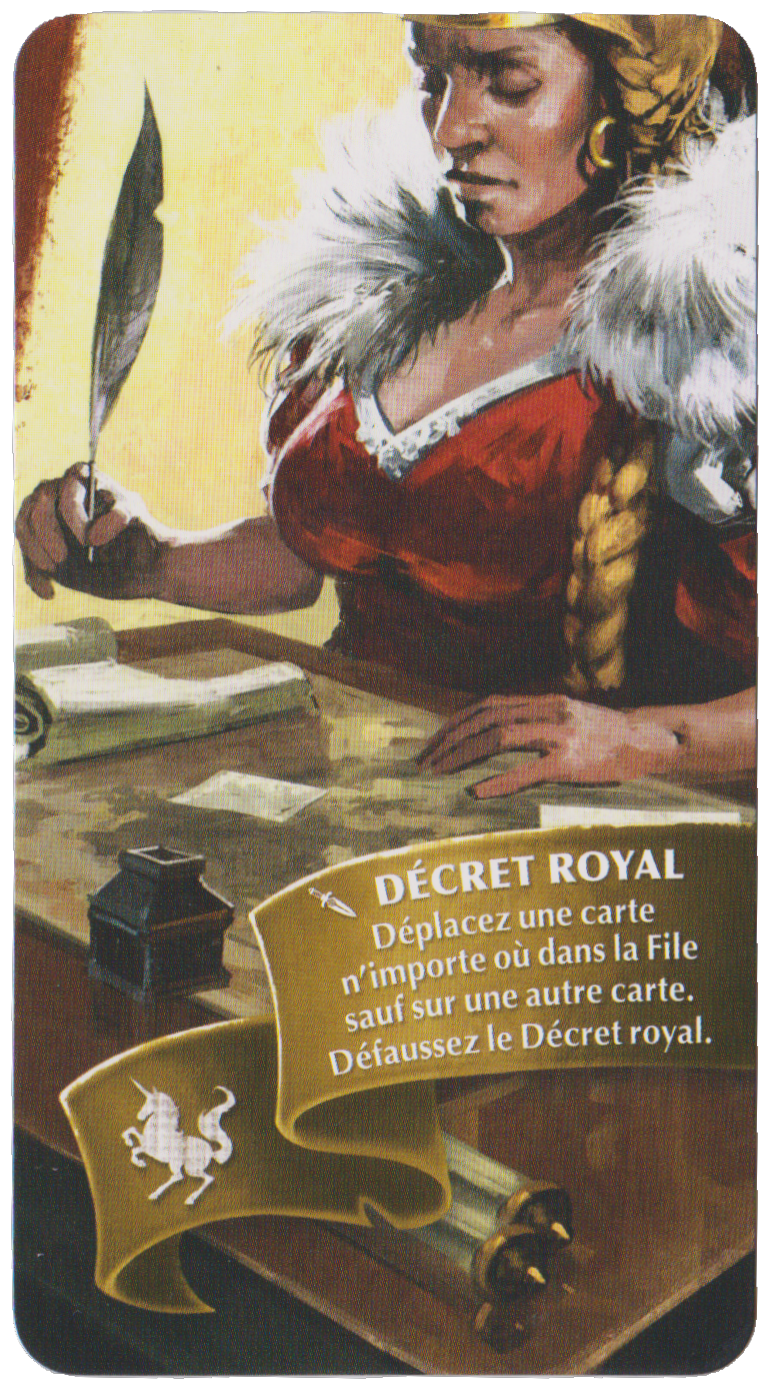 DÉCRET ROYAL
Déplacez une carte
n'importe où dans la File
sauf sur une autre carte.
Défaussez le Décret royal.